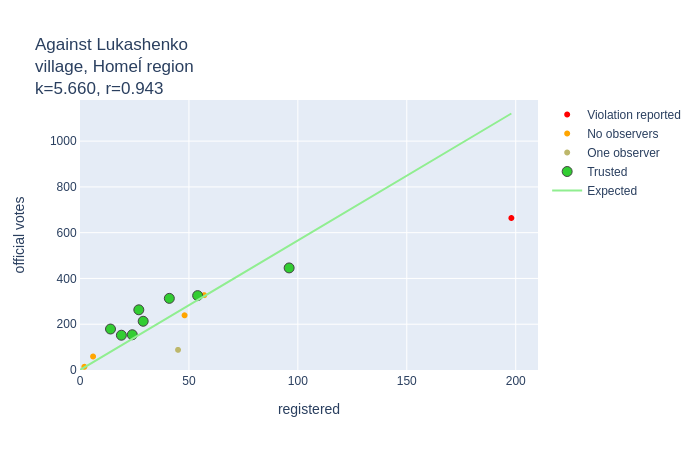 Against Lukashenko
village, Homeĺ region
k=5.660, r=0.943
1000
800
600
400
200
0
0
50
100
150
200
official votes
registered
Violation reported
No observers
One observer
Trusted
Expected